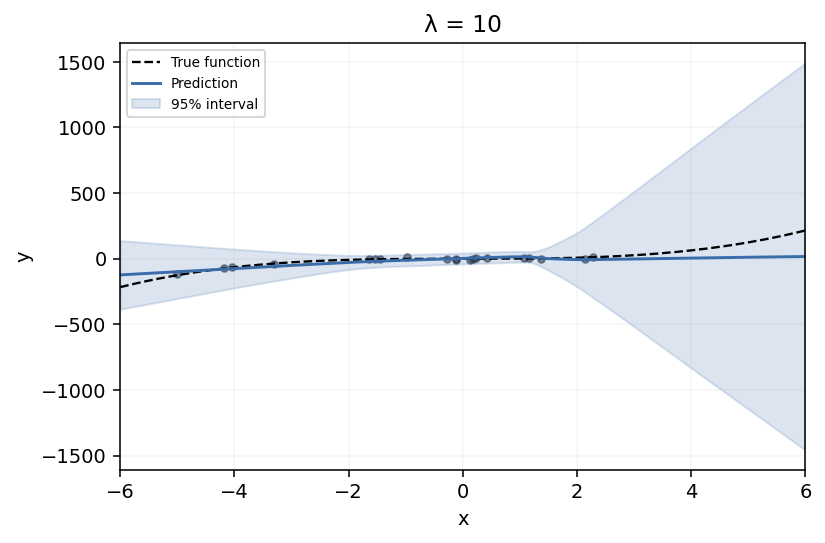 λ = 10
True function
Prediction
95% interval
1500
1000
500
0
−500
−1000
−1500
y
−6 −4 −2 0 2 4 6
x